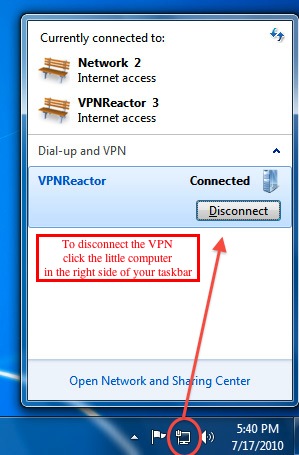 Currently connected to:
Network 2
Internet access
VPNReactor 3
Internet access
Dial-up and VPN
VPNReactor Connected
Disconnect
To disconnect the VPN
click the little computer
in the right side of your taskbar
Open Network and Sharing Center
5:40 PM
7/17/2010